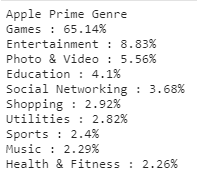 Apple Prime Genre
Games : 65.14%
Entertainment : 8.83%
Photo & Video : 5.56%
Education : 4.1%
Social Networking : 3.68%
Shopping : 2.92%
Utilities : 2.82%
Sports : 2.4%
Music : 2.29%
Health & Fitness : 2.26%